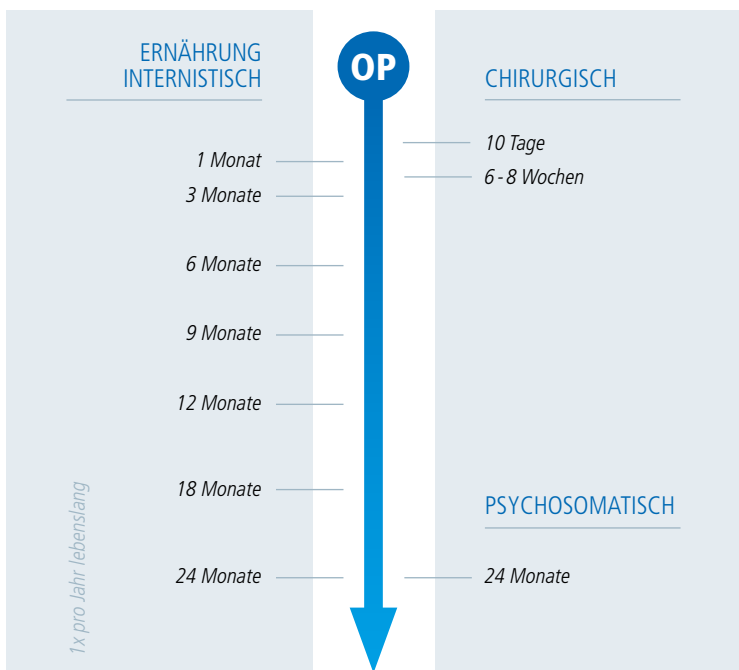 OP
ERNÄHRUNG
INTERNISTISCH
1 Monat
3 Monate
6 Monate
9 Monate
12 Monate
18 Monate
24 Monate
1x pro Jahr lebenslang
CHIRURGISCH
10 Tage
6-8 Wochen
PSYCHOSOMATISCH
24 Monate